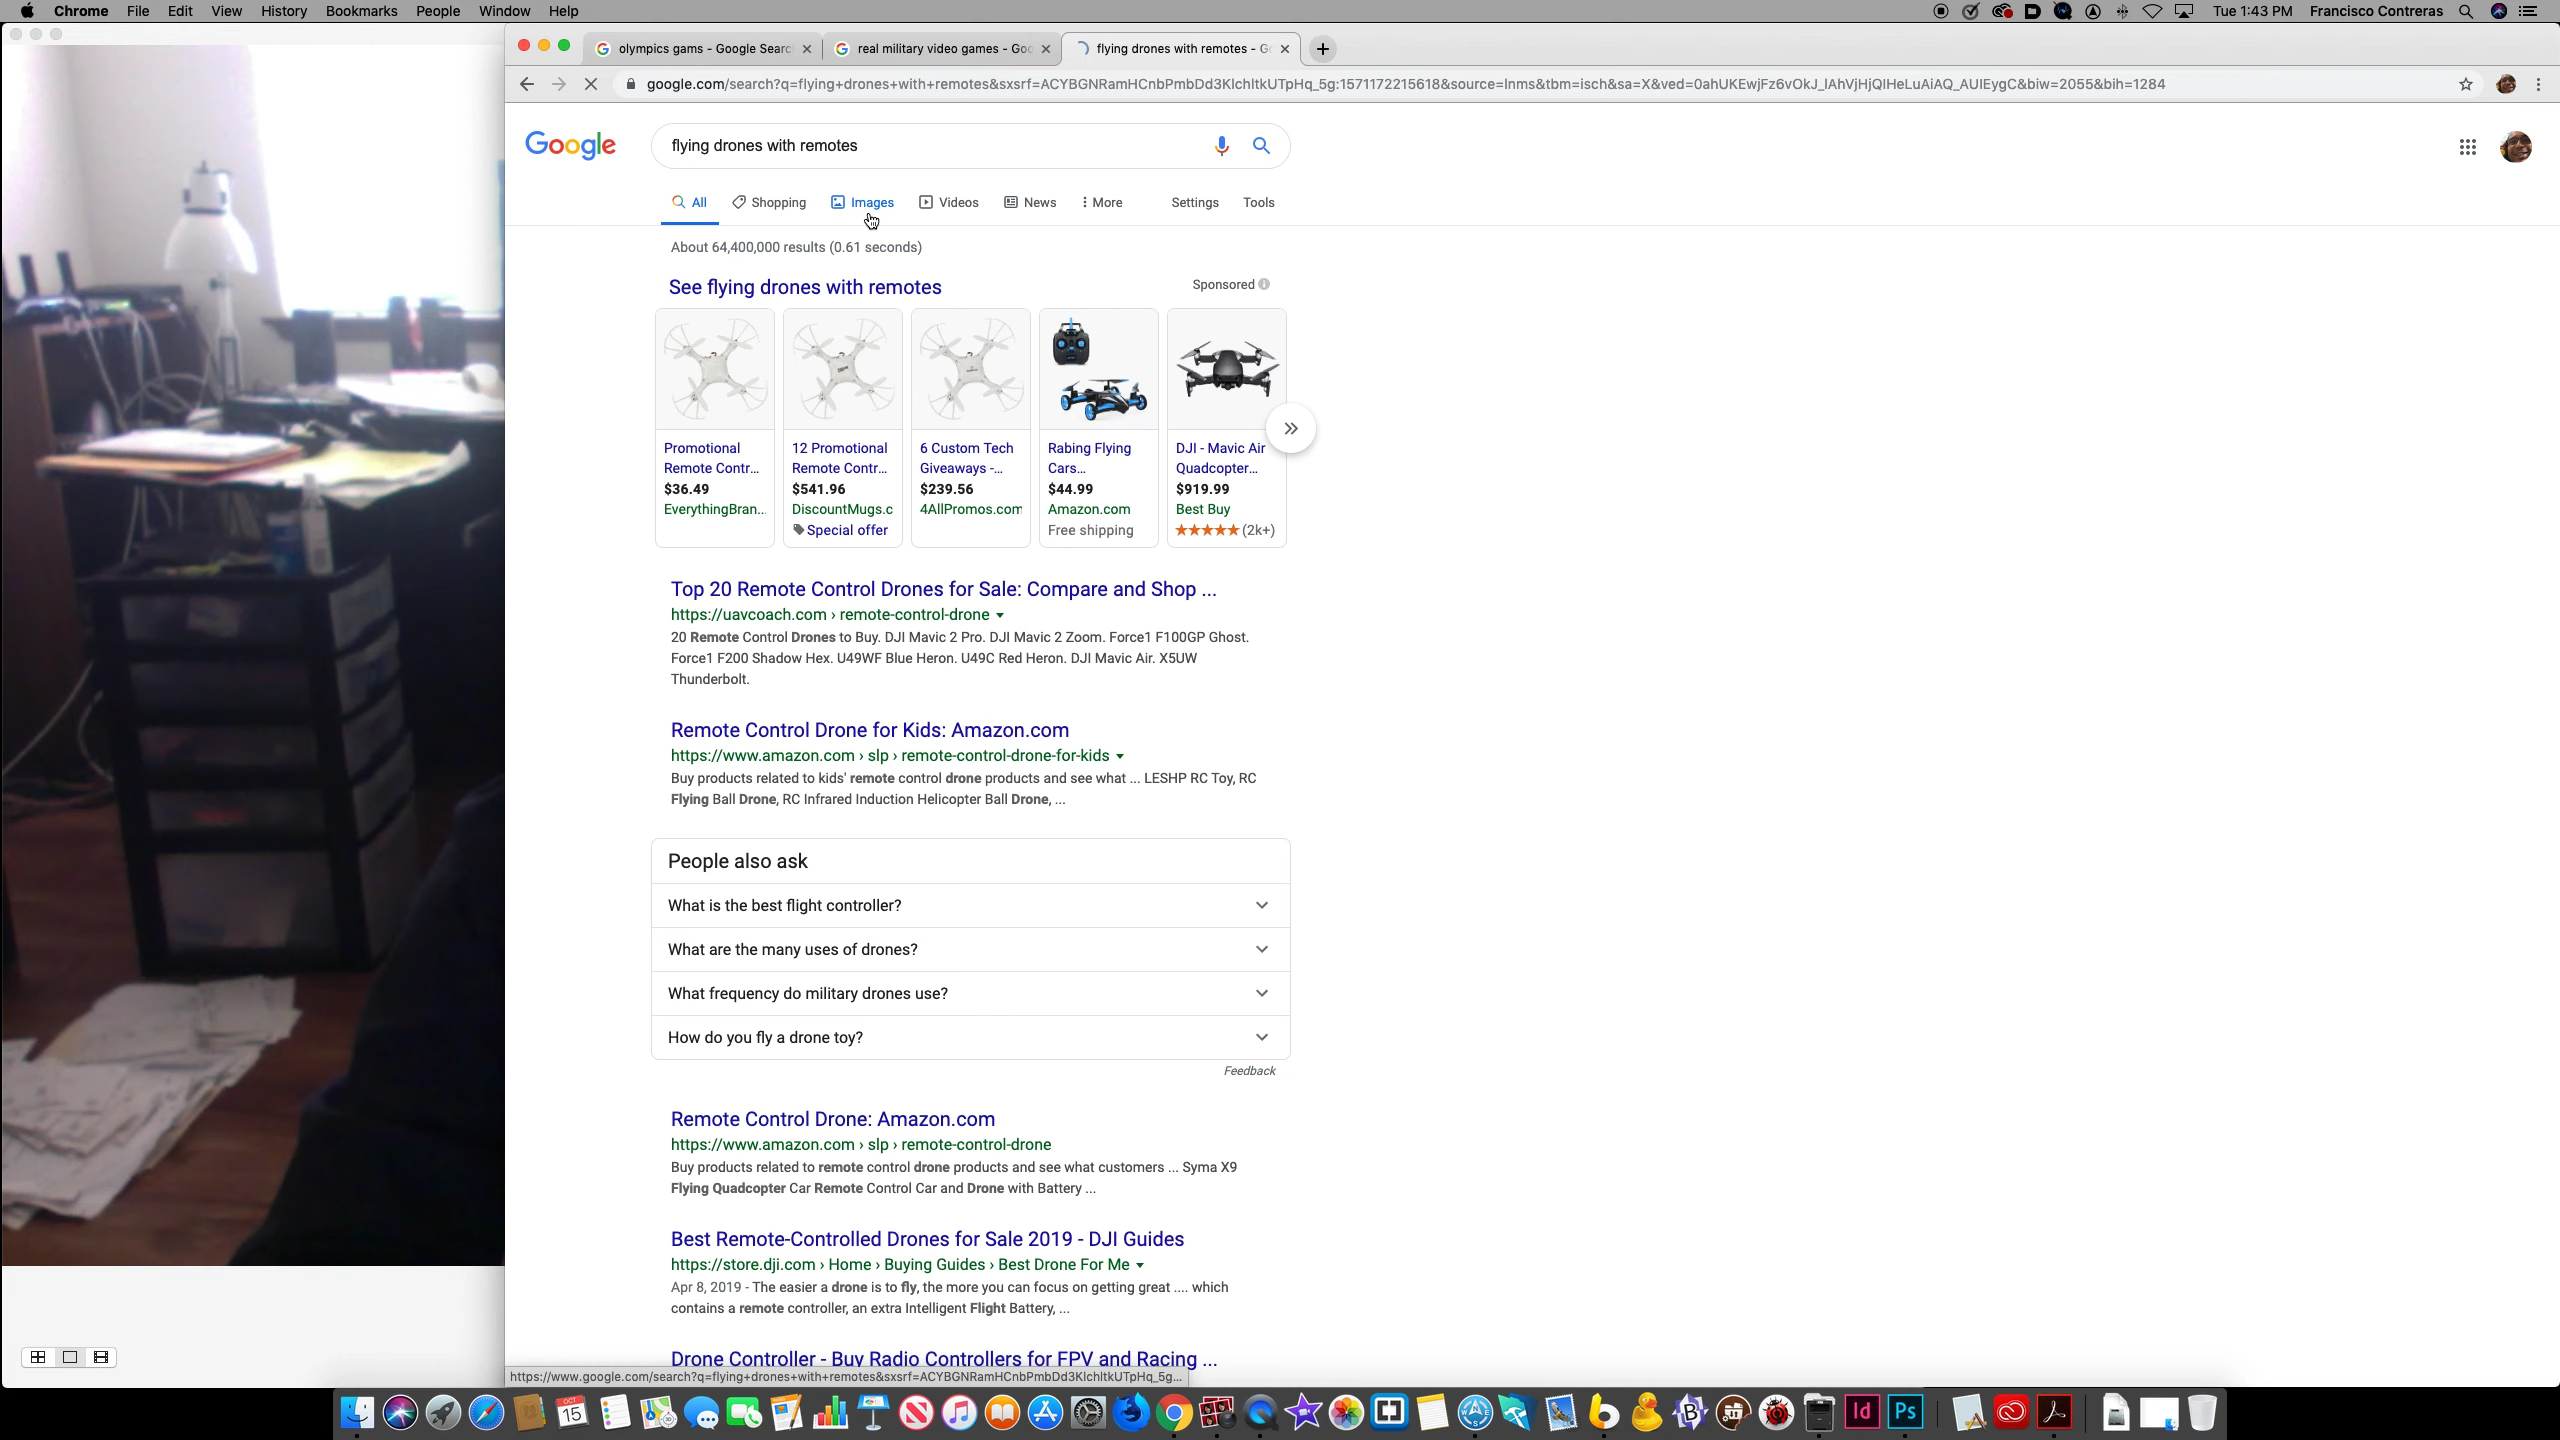 Chrome File Edit View History Bookmarks People Window Help
Tue 1:43 PM Francisco Contreras
olympics gams - Google Searc
real military video games - Goo
flying drones with remotes - G
google.com/search?q=flying+drones+with+remotes&sxsrf=ACYBGNRamHCnbPmbDd3KIchItkUTpHq_5g:1571172215618&source=lnms&tbm=isch&sa=X&ved=0ahUKEwjFz6vOkJ_lAhVjHjQIHeLuAiAQ_AUIEygC&biw=2055&bih=1284
Google
flying drones with remotes
All Shopping Images Videos News More Settings Tools
About 64,400,000 results (0.61 seconds)
See flying drones with remotes
Sponsored
Promotional
Remote Contr...
$36.49
EverythingBran...
12 Promotional
Remote Contr...
$541.96
DiscountMugs.c
Special offer
6 Custom Tech
Giveaways -...
$239.56
4AllPromos.com
Rabing Flying
Cars...
$44.99
Amazon.com
Free shipping
DJI - Mavic Air
Quadcopter...
$919.99
Best Buy
★★★★★ (2k+)
Top 20 Remote Control Drones for Sale: Compare and Shop ...
https://uavcoach.com › remote-control-drone
20 Remote Control Drones to Buy. DJI Mavic 2 Pro. DJI Mavic 2 Zoom. Force1 F100GP Ghost.
Force1 F200 Shadow Hex. U49WF Blue Heron. U49C Red Heron. DJI Mavic Air. X5UW
Thunderbolt.
Remote Control Drone for Kids: Amazon.com
https://www.amazon.com › slp › remote-control-drone-for-kids
Buy products related to kids' remote control drone products and see what ... LESHP RC Toy, RC
Flying Ball Drone, RC Infrared Induction Helicopter Ball Drone, ...
People also ask
What is the best flight controller?
What are the many uses of drones?
What frequency do military drones use?
How do you fly a drone toy?
Feedback
Remote Control Drone: Amazon.com
https://www.amazon.com › slp › remote-control-drone
Buy products related to remote control drone products and see what customers ... Syma X9
Flying Quadcopter Car Remote Control Car and Drone with Battery ...
Best Remote-Controlled Drones for Sale 2019 - DJI Guides
https://store.dji.com › Home › Buying Guides › Best Drone For Me
Apr 8, 2019 - The easier a drone is to fly, the more you can focus on getting great .... which
contains a remote controller, an extra Intelligent Flight Battery, ...
Drone Controller - Buy Radio Controllers for FPV and Racing ...
https://www.google.com/search?q=flying+drones+with+remotes&sxsrf=ACYBGNRamHCnbPmbDd3KIchItkUTpHq_5g...
OCT
15
Id
Ps